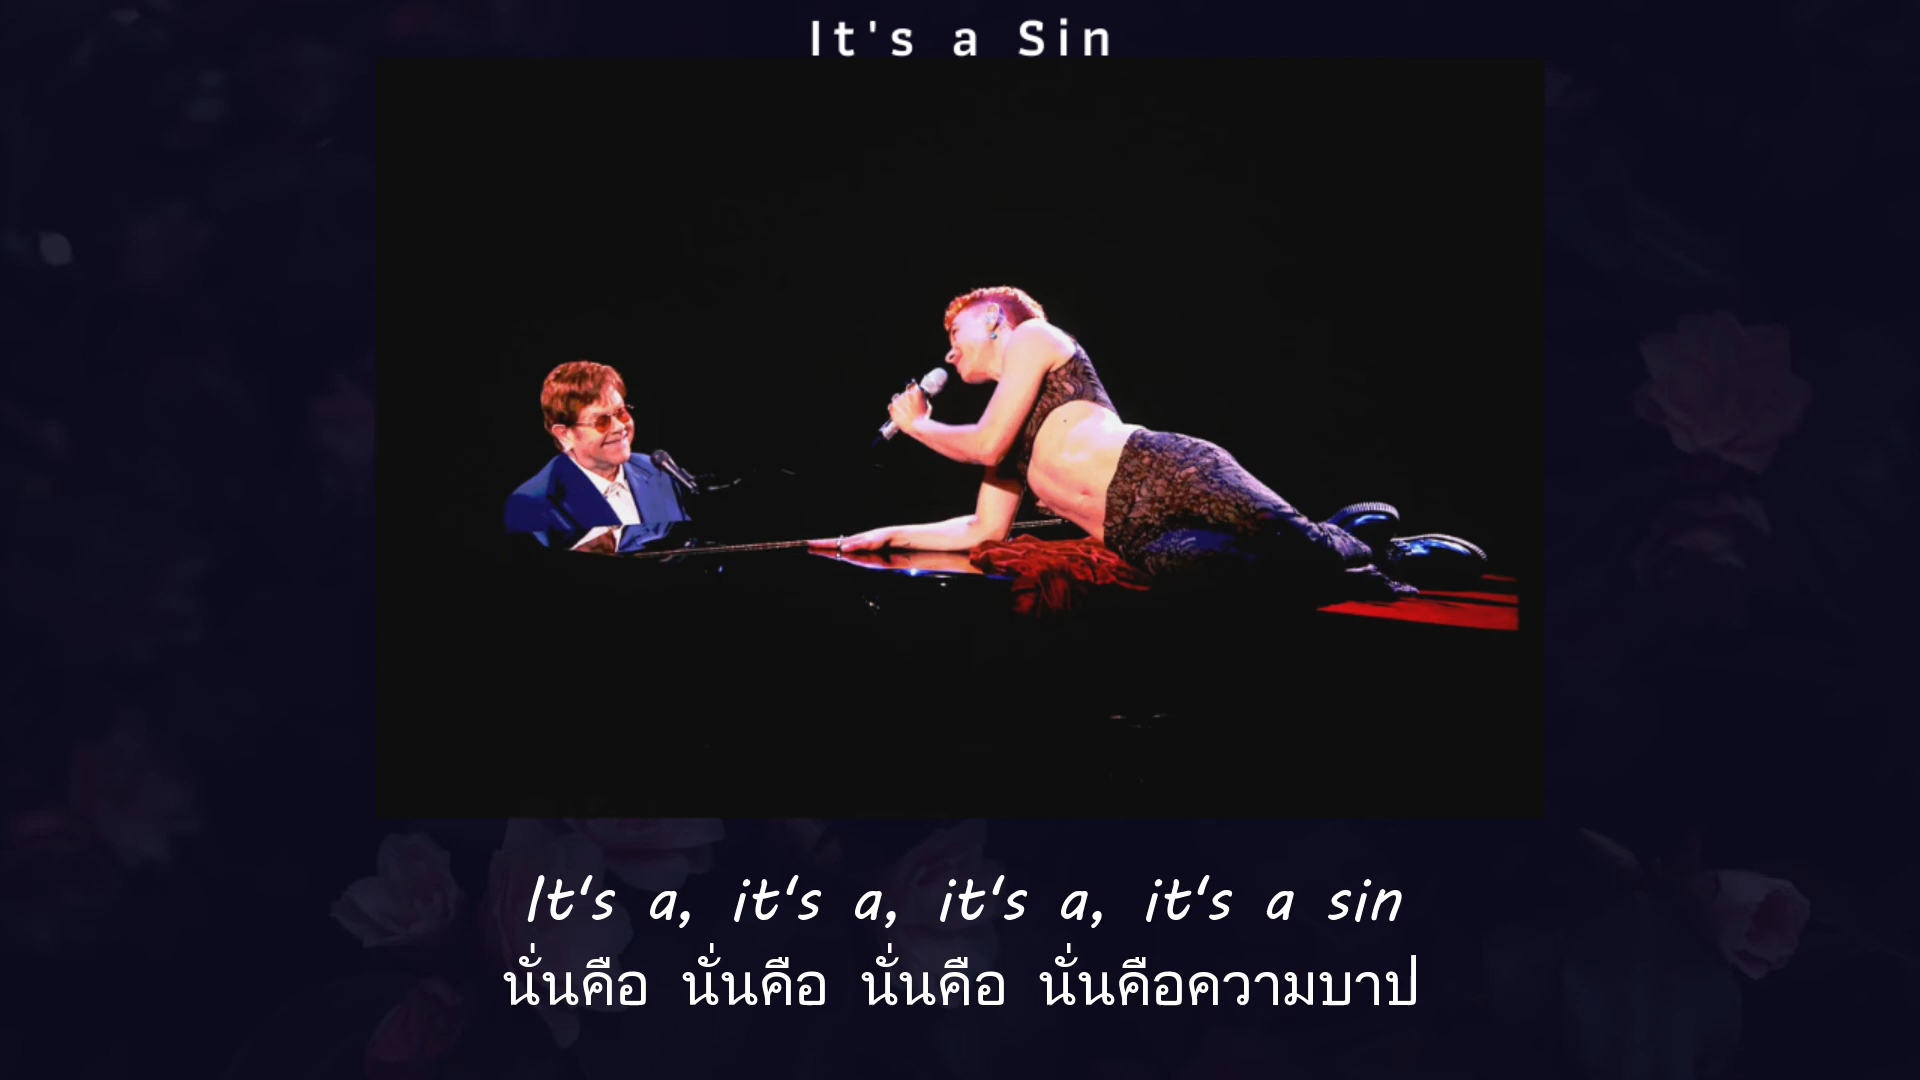 It's a Sin
It's a, it's a, it's a, it's a sin
นั่นคือ นั่นคือ นั่นคือ นั่นคือความบาป